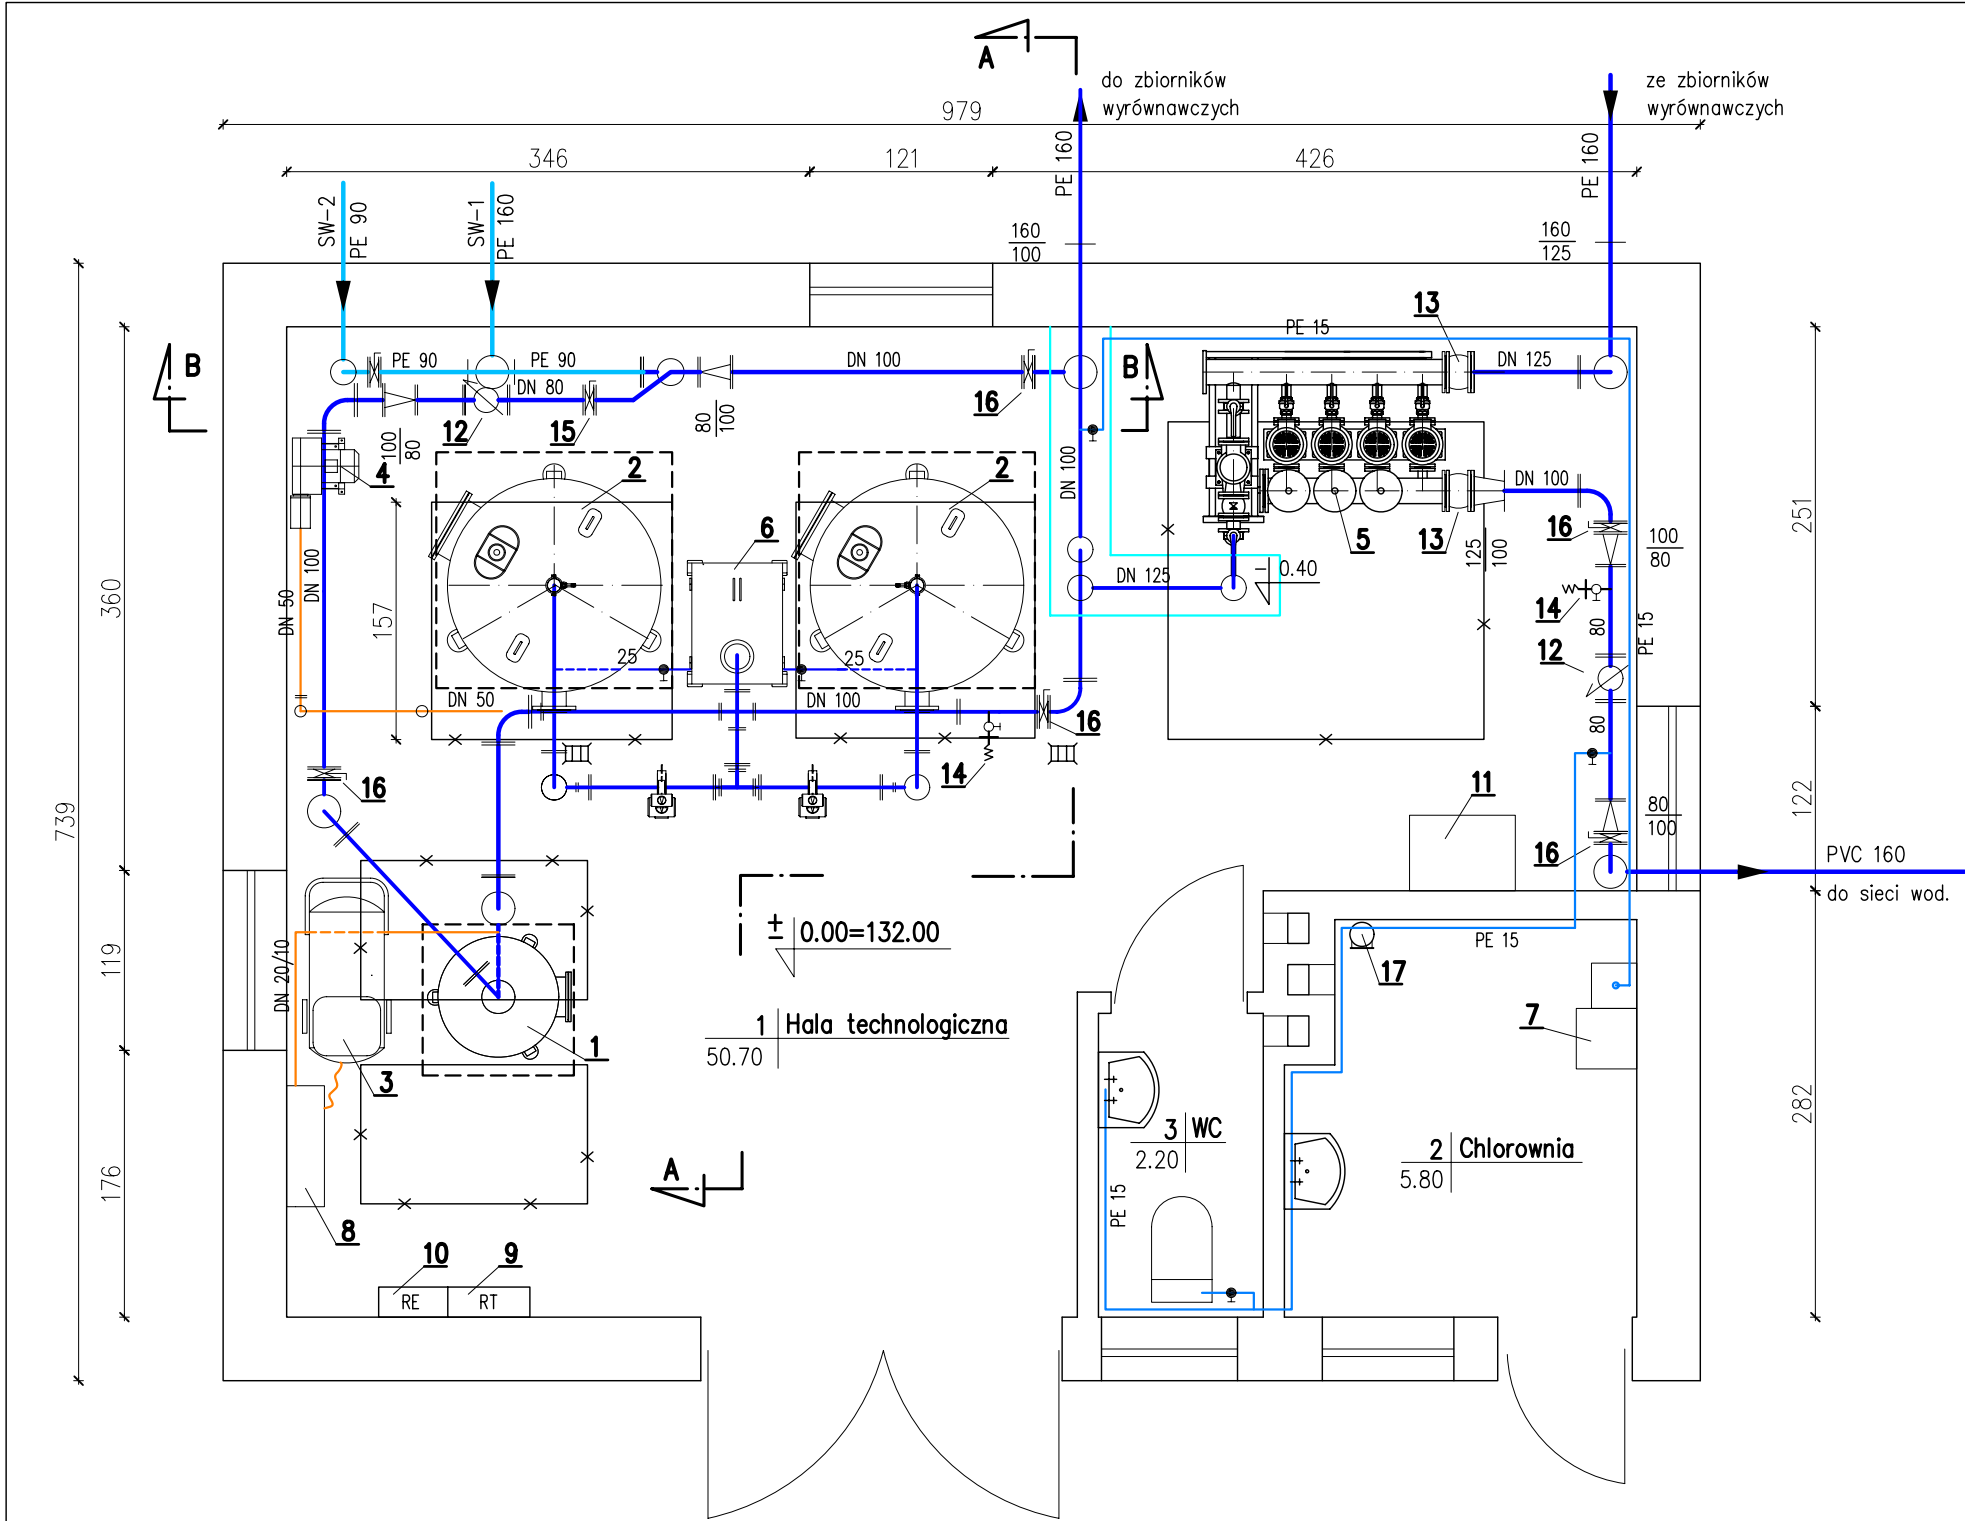 A
do zbiorników
wyrównawczych
ze zbiorników
wyrównawczych
979
346
121
426
PE 160
PE 160
SW-2
PE 90
SW-1
PE 160
160
100
160
125
13
PE 15
B
PE 90
PE 90
DN 80
DN 100
DN 125
B
12
15
80
100
16
100
80
4
2
2
DN 100
DN 100
5
13
125
100
16
100
80
251
6
DN 50
DN 100
157
360
DN 125
- 0.40
14
80
PE 15
12
25
25
DN 50
DN 100
16
80
14
16
11
122
739
80
100
16
PVC 160
do sieci wod.
± 0.00=132.00
119
DN 20/10
PE 15
17
1 Hala technologiczna
50.70
7
1
3
3 WC
2.20
2 Chlorownia
5.80
282
176
A
PE 15
8
10
9
RE
RT